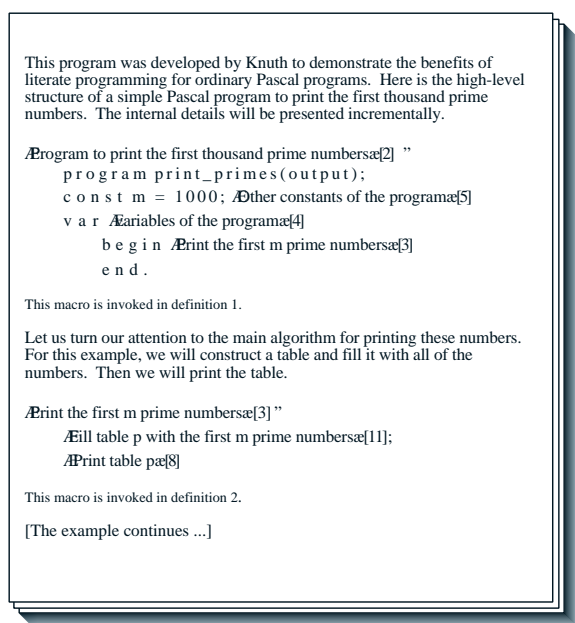 This program was developed by Knuth to demonstrate the benefits of
literate programming for ordinary Pascal programs. Here is the high-level
structure of a simple Pascal program to print the first thousand prime
numbers. The internal details will be presented incrementally.
ÆProgram to print the first thousand prime numbersæ[2] ”
program print_primes(output);
const m = 1000; ÆOther constants of the programæ[5]
var ÆVariables of the programæ[4]
begin ÆPrint the first m prime numbersæ[3]
end.
This macro is invoked in definition 1.
Let us turn our attention to the main algorithm for printing these numbers.
For this example, we will construct a table and fill it with all of the
numbers. Then we will print the table.
ÆPrint the first m prime numbersæ[3] ”
ÆFill table p with the first m prime numbersæ[11];
ÆPrint table pæ[8]
This macro is invoked in definition 2.
[The example continues ...]